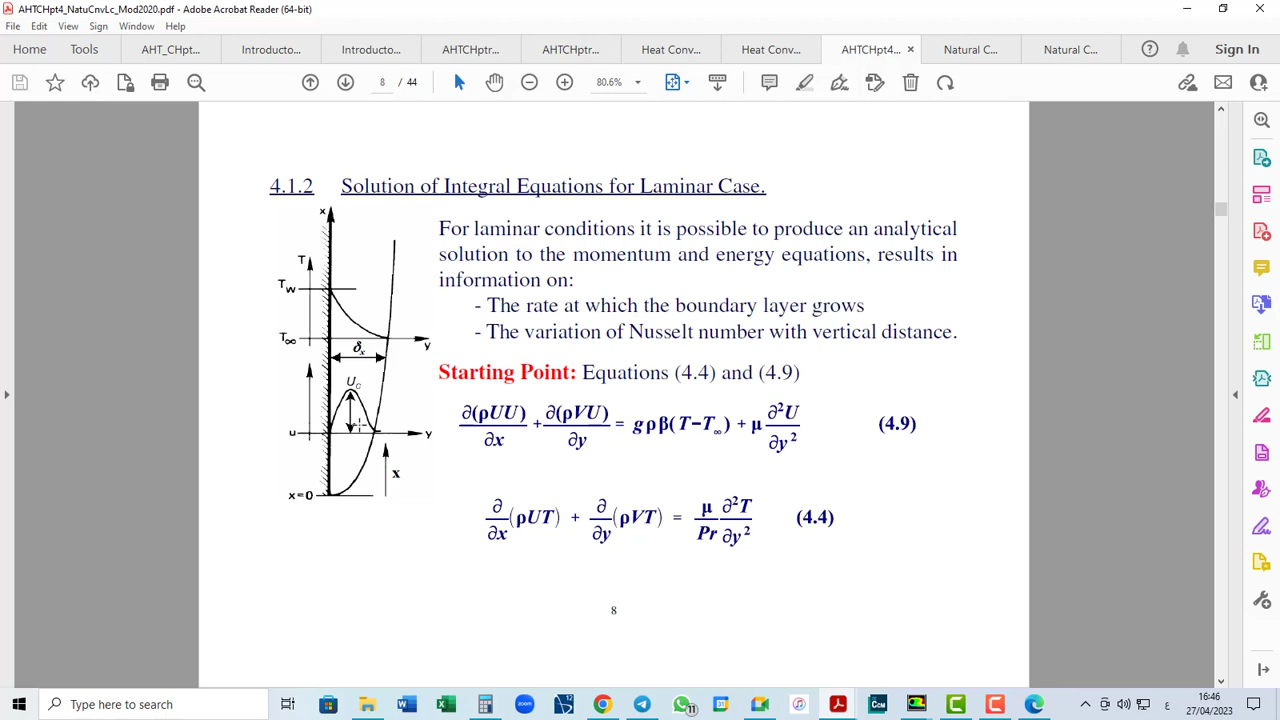 AHTCHpt4_NatuCnvLc_Mod2020.pdf - Adobe Acrobat Reader (64-bit)
File Edit View Sign Window Help
Home Tools AHT_CHpt... Introducto... Introducto... AHTCHptr... AHTCHptr... Heat Conv... Heat Conv... AHTCHpt4... × Natural C... Natural C... Sign In
8 / 44 80.6%
4.1.2 Solution of Integral Equations for Laminar Case.
For laminar conditions it is possible to produce an analytical
solution to the momentum and energy equations, results in
information on:
- The rate at which the boundary layer grows
- The variation of Nusselt number with vertical distance.
Starting Point: Equations (4.4) and (4.9)
∂(ρUU)/∂x + ∂(ρVU)/∂y = gρβ(T−T∞) + μ ∂²U/∂y² (4.9)
∂/∂x (ρUT) + ∂/∂y (ρVT) = μ/Pr ∂²T/∂y² (4.4)
x
T
Tw
T∞
y
δx
Uc
u
y
x
x=0
8
Type here to search
zoom
12
11
31
Com
ع
16:46
27/04/2023